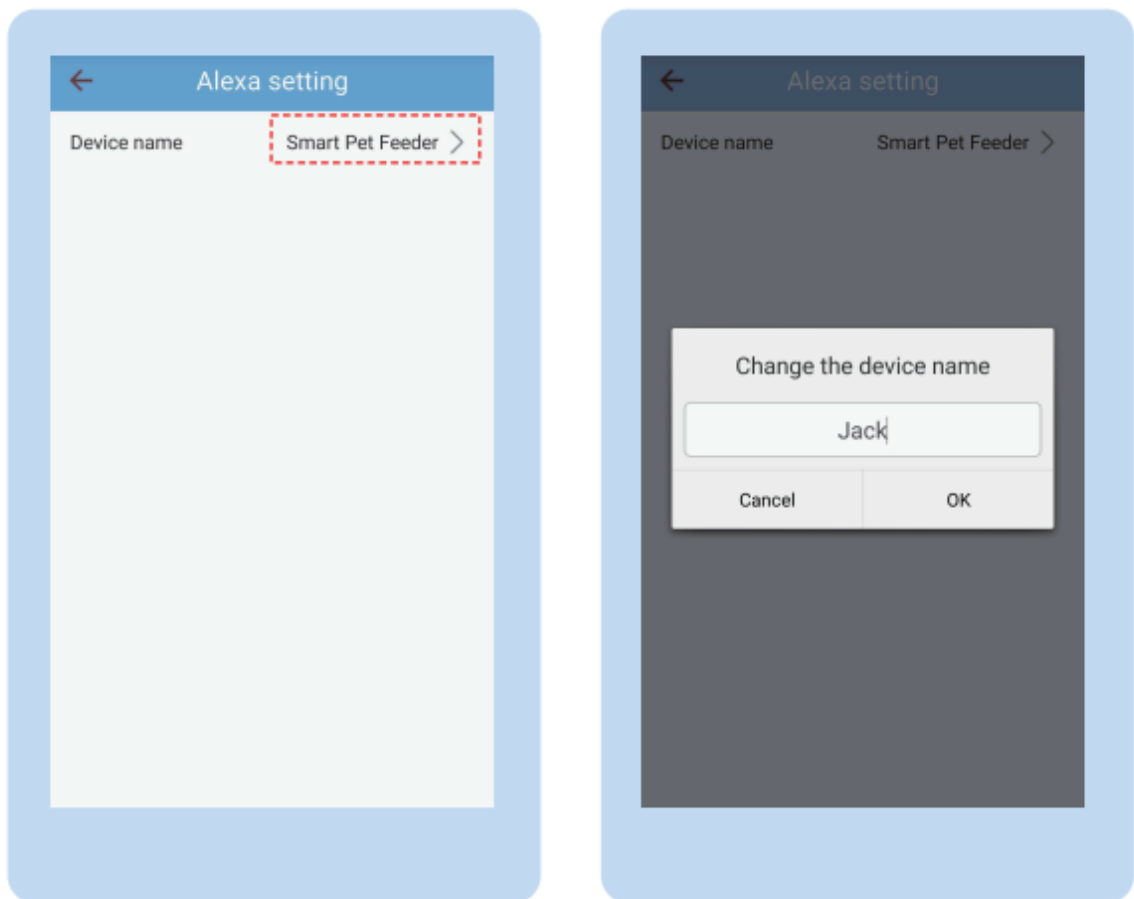 Alexa setting
Device name Smart Pet Feeder
Alexa setting
Device name Smart Pet Feeder
Change the device name
Jack
Cancel OK